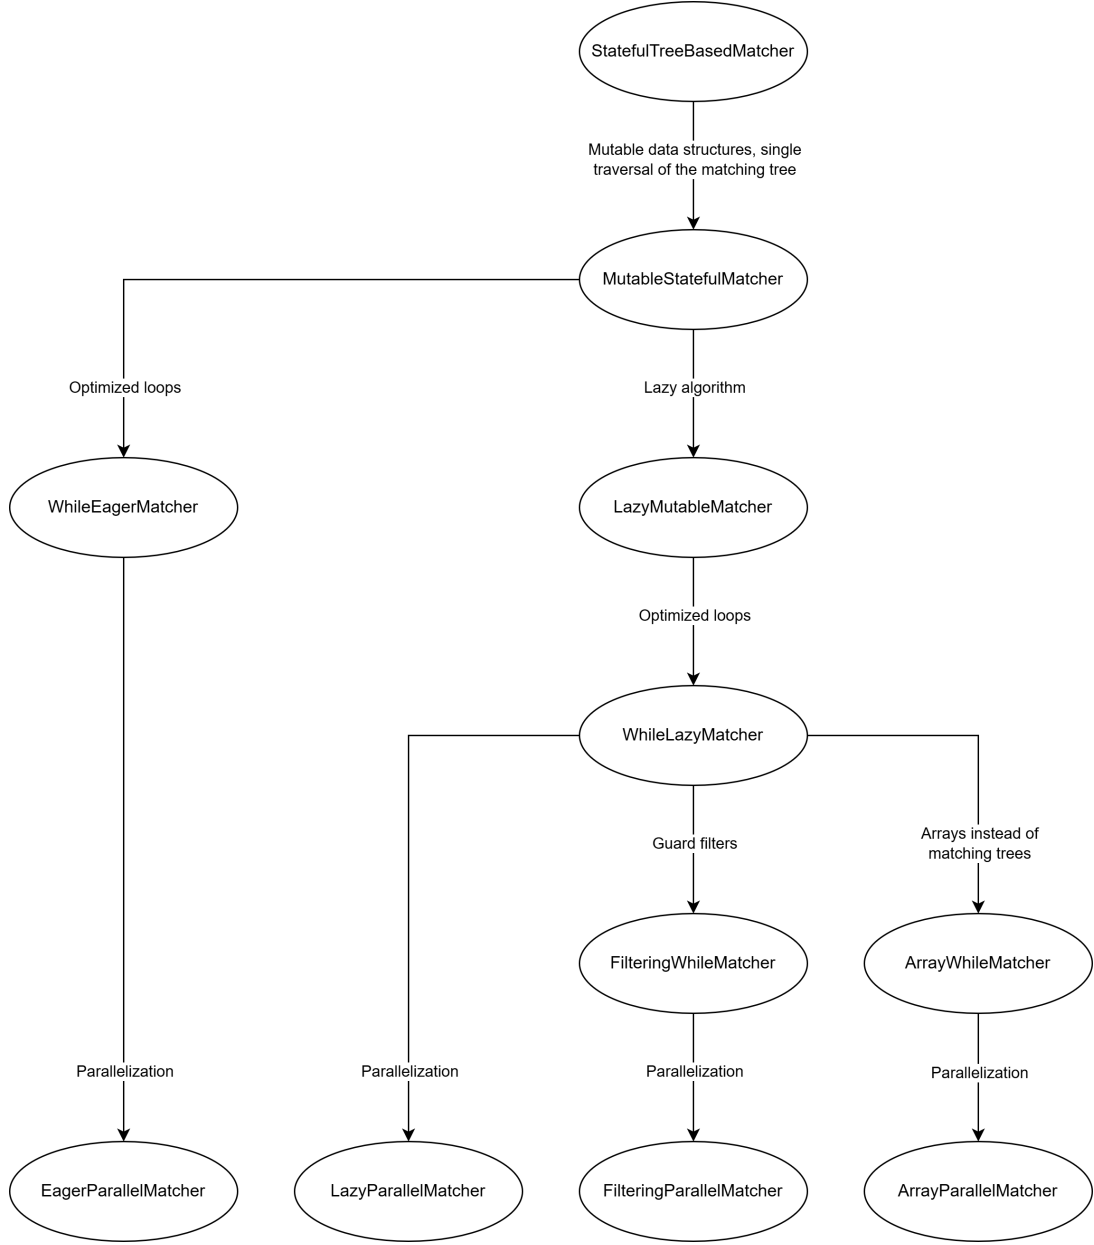 StatefulTreeBasedMatcher
Mutable data structures, single
traversal of the matching tree
MutableStatefulMatcher
Optimized loops
Lazy algorithm
WhileEagerMatcher
LazyMutableMatcher
Optimized loops
WhileLazyMatcher
Guard filters
Arrays instead of
matching trees
FilteringWhileMatcher
ArrayWhileMatcher
Parallelization
Parallelization
Parallelization
Parallelization
EagerParallelMatcher
LazyParallelMatcher
FilteringParallelMatcher
ArrayParallelMatcher